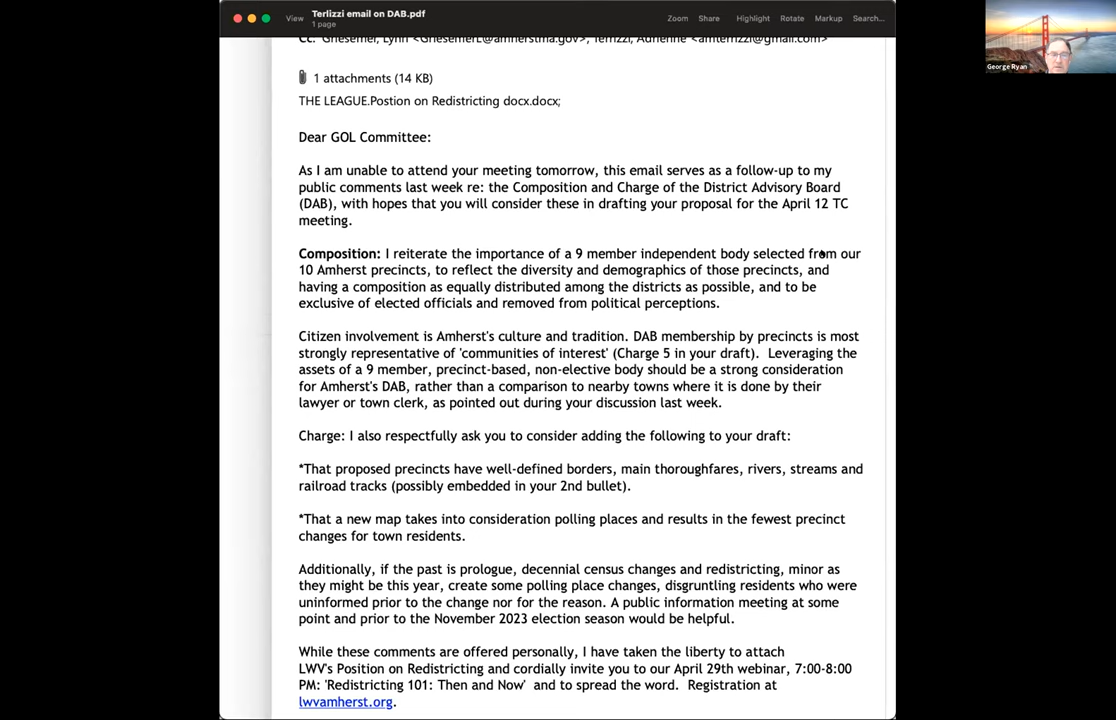 Terlizzi email on DAB.pdf
1 page
View
Zoom
Share
Highlight
Rotate
Markup
Search...
George Ryan
Cc: Griesemer, Lynn <GriesemerL@amherstma.gov>; Terlizzi, Adrienne <amterlizzi@gmail.com>
1 attachments (14 KB)
THE LEAGUE.Postion on Redistricting docx.docx;
Dear GOL Committee:
As I am unable to attend your meeting tomorrow, this email serves as a follow-up to my
public comments last week re: the Composition and Charge of the District Advisory Board
(DAB), with hopes that you will consider these in drafting your proposal for the April 12 TC
meeting.
Composition: I reiterate the importance of a 9 member independent body selected from our
10 Amherst precincts, to reflect the diversity and demographics of those precincts, and
having a composition as equally distributed among the districts as possible, and to be
exclusive of elected officials and removed from political perceptions.
Citizen involvement is Amherst's culture and tradition. DAB membership by precincts is most
strongly representative of 'communities of interest' (Charge 5 in your draft). Leveraging the
assets of a 9 member, precinct-based, non-elective body should be a strong consideration
for Amherst's DAB, rather than a comparison to nearby towns where it is done by their
lawyer or town clerk, as pointed out during your discussion last week.
Charge: I also respectfully ask you to consider adding the following to your draft:
*That proposed precincts have well-defined borders, main thoroughfares, rivers, streams and
railroad tracks (possibly embedded in your 2nd bullet).
*That a new map takes into consideration polling places and results in the fewest precinct
changes for town residents.
Additionally, if the past is prologue, decennial census changes and redistricting, minor as
they might be this year, create some polling place changes, disgruntling residents who were
uninformed prior to the change nor for the reason. A public information meeting at some
point and prior to the November 2023 election season would be helpful.
While these comments are offered personally, I have taken the liberty to attach
LWV's Position on Redistricting and cordially invite you to our April 29th webinar, 7:00-8:00
PM: 'Redistricting 101: Then and Now' and to spread the word. Registration at
lwvamherst.org.